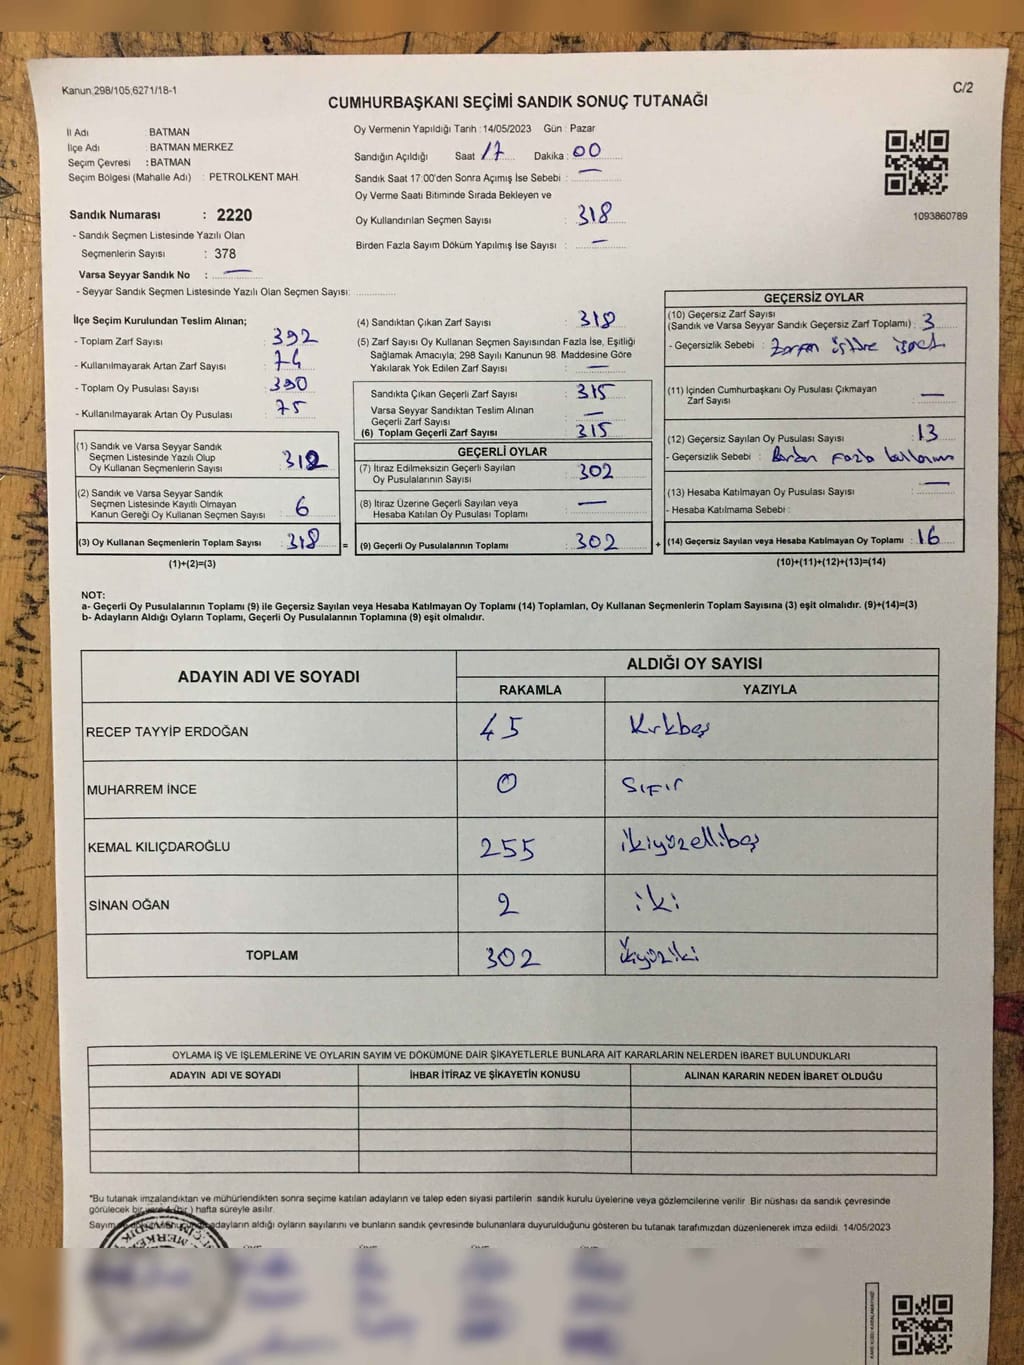 Kanun 298/105,6271/18-1
C/2
CUMHURBAŞKANI SEÇİMİ SANDIK SONUÇ TUTANAĞI
İl Adı : BATMAN
İlçe Adı : BATMAN MERKEZ
Seçim Çevresi : BATMAN
Seçim Bölgesi (Mahalle Adı) : PETROLKENT MAH.
Sandık Numarası : 2220
- Sandık Seçmen Listesinde Yazılı Olan
Seçmenlerin Sayısı : 378
Varsa Seyyar Sandık No : —
- Seyyar Sandık Seçmen Listesinde Yazılı Olan Seçmen Sayısı:
Oy Vermenin Yapıldığı Tarih : 14/05/2023 Gün : Pazar
Sandığın Açıldığı Saat 17 Dakika : 00
Sandık Saat 17:00'den Sonra Açımış İse Sebebi : —
Oy Verme Saati Bitiminde Sırada Bekleyen ve
Oy Kullandırılan Seçmen Sayısı : 318
Birden Fazla Sayım Döküm Yapılmış İse Sayısı : —
1093860789
İlçe Seçim Kurulundan Teslim Alınan;
- Toplam Zarf Sayısı : 392
- Kullanılmayarak Artan Zarf Sayısı : 74
- Toplam Oy Pusulası Sayısı : 390
- Kullanılmayarak Artan Oy Pusulası : 75
(1) Sandık ve Varsa Seyyar Sandık
Seçmen Listesinde Yazılı Olup
Oy Kullanan Seçmenlerin Sayısı : 312
(2) Sandık ve Varsa Seyyar Sandık
Seçmen Listesinde Kayıtlı Olmayan
Kanun Gereği Oy Kullanan Seçmen Sayısı : 6
(3) Oy Kullanan Seçmenlerin Toplam Sayısı : 318 =
(1)+(2)=(3)
(4) Sandıktan Çıkan Zarf Sayısı : 318
(5) Zarf Sayısı Oy Kullanan Seçmen Sayısından Fazla İse, Eşitliği
Sağlamak Amacıyla; 298 Sayılı Kanunun 98. Maddesine Göre
Yakılarak Yok Edilen Zarf Sayısı : —
Sandıkta Çıkan Geçerli Zarf Sayısı : 315
Varsa Seyyar Sandıktan Teslim Alınan
Geçerli Zarf Sayısı : —
(6) Toplam Geçerli Zarf Sayısı : 315
GEÇERLİ OYLAR
(7) İtiraz Edilmeksizin Geçerli Sayılan
Oy Pusulalarının Sayısı : 302
(8) İtiraz Üzerine Geçerli Sayılan veya
Hesaba Katılan Oy Pusulası Toplamı : —
(9) Geçerli Oy Pusulalarının Toplamı : 302 +
GEÇERSİZ OYLAR
(10) Geçersiz Zarf Sayısı
(Sandık ve Varsa Seyyar Sandık Geçersiz Zarf Toplamı) : 3
- Geçersizlik Sebebi : Zarfın üstüne işaret
(11) İçinden Cumhurbaşkanı Oy Pusulası Çıkmayan
Zarf Sayısı : —
(12) Geçersiz Sayılan Oy Pusulası Sayısı : 13
- Geçersizlik Sebebi : Birden Fazla kullanım
(13) Hesaba Katılmayan Oy Pusulası Sayısı : —
- Hesaba Katılmama Sebebi :
(14) Geçersiz Sayılan veya Hesaba Katılmayan Oy Toplamı : 16
(10)+(11)+(12)+(13)=(14)
NOT:
a- Geçerli Oy Pusulalarının Toplamı (9) ile Geçersiz Sayılan veya Hesaba Katılmayan Oy Toplamı (14) Toplamları, Oy Kullanan Seçmenlerin Toplam Sayısına (3) eşit olmalıdır. (9)+(14)=(3)
b- Adayların Aldığı Oyların Toplamı, Geçerli Oy Pusulalarının Toplamına (9) eşit olmalıdır.
ADAYIN ADI VE SOYADI ALDIĞI OY SAYISI
RAKAMLA YAZIYLA
RECEP TAYYİP ERDOĞAN 45 Kırkbeş
MUHARREM İNCE 0 SıFır
KEMAL KILIÇDAROĞLU 255 ikiyüzellibeş
SİNAN OĞAN 2 iki
TOPLAM 302 Üçyüziki
OYLAMA İŞ VE İŞLEMLERİNE VE OYLARIN SAYIM VE DÖKÜMÜNE DAİR ŞİKAYETLERLE BUNLARA AİT KARARLARIN NELERDEN İBARET BULUNDUKLARI
ADAYIN ADI VE SOYADI İHBAR İTİRAZ VE ŞİKAYETİN KONUSU ALINAN KARARIN NEDEN İBARET OLDUĞU
*Bu tutanak imzalandıktan ve mühürlendikten sonra seçime katılan adayların ve talep eden siyasi partilerin sandık kurulu üyelerine veya gözlemcilerine verilir. Bir nüshası da sandık çevresinde
görülecek bir yere 1 (bir) hafta süreyle asılır.
Sayım adayların aldığı oyların sayılarını ve bunların sandık çevresinde bulunanlara duyurulduğunu gösteren bu tutanak tarafımızdan düzenlenerek imza edildi. 14/05/2023